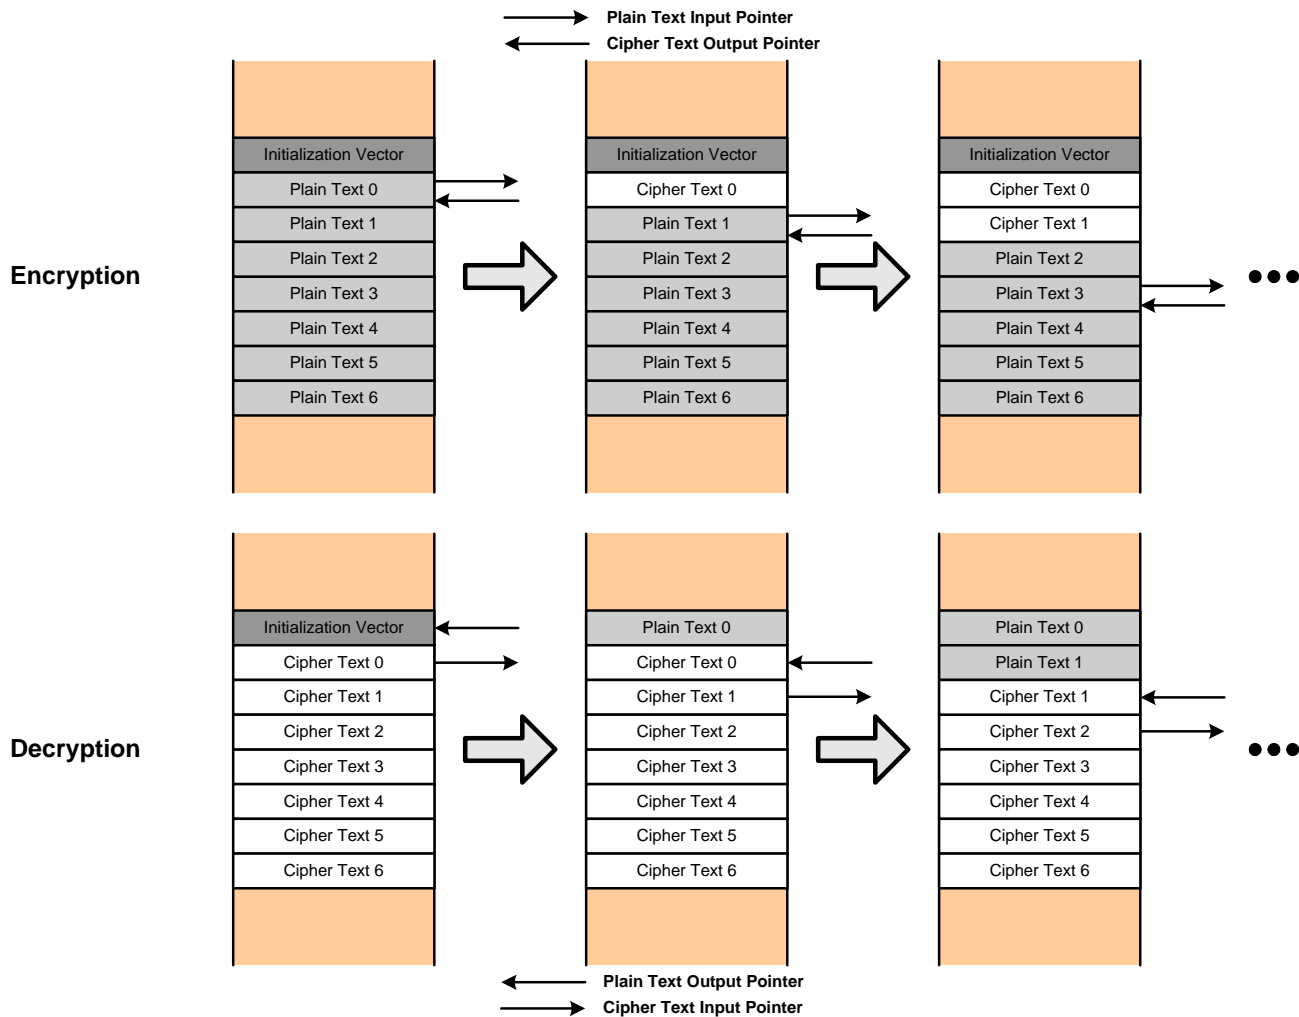 Plain Text Input Pointer
Cipher Text Output Pointer
Encryption
Initialization Vector
Plain Text 0
Plain Text 1
Plain Text 2
Plain Text 3
Plain Text 4
Plain Text 5
Plain Text 6
Initialization Vector
Cipher Text 0
Plain Text 1
Plain Text 2
Plain Text 3
Plain Text 4
Plain Text 5
Plain Text 6
Initialization Vector
Cipher Text 0
Cipher Text 1
Plain Text 2
Plain Text 3
Plain Text 4
Plain Text 5
Plain Text 6
Decryption
Initialization Vector
Cipher Text 0
Cipher Text 1
Cipher Text 2
Cipher Text 3
Cipher Text 4
Cipher Text 5
Cipher Text 6
Plain Text 0
Cipher Text 0
Cipher Text 1
Cipher Text 2
Cipher Text 3
Cipher Text 4
Cipher Text 5
Cipher Text 6
Plain Text 0
Plain Text 1
Cipher Text 1
Cipher Text 2
Cipher Text 3
Cipher Text 4
Cipher Text 5
Cipher Text 6
Plain Text Output Pointer
Cipher Text Input Pointer